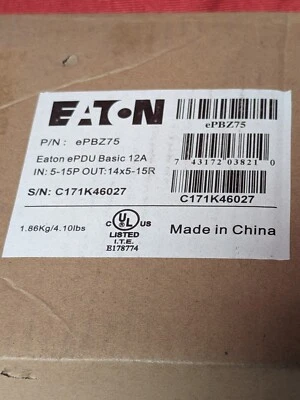 EATON
ePBZ75
P/N: ePBZ75
Eaton ePDU Basic 12A
IN: 5-15P OUT:14x5-15R
7 43172 03821 0
S/N: C171K46027
C171K46027
1.86Kg/4.10lbs
C UL US
LISTED
I.T.E.
E178774
Made in China